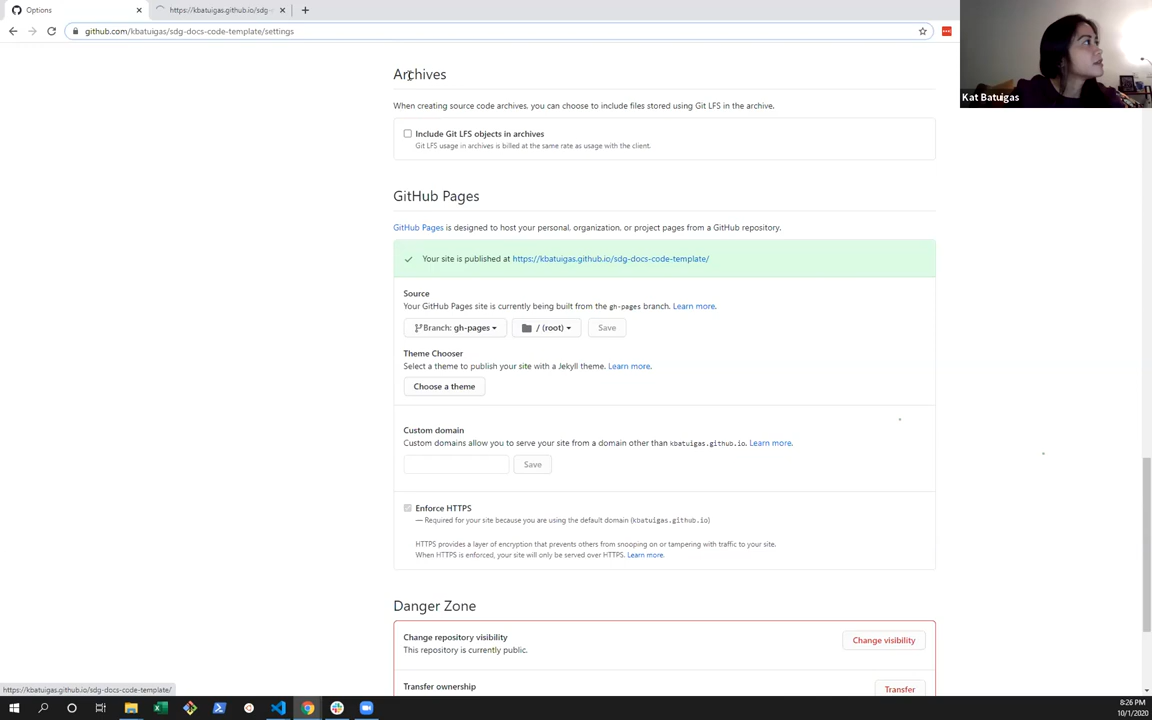 Options
https://kbatuigas.github.io/sdg
github.com/kbatuigas/sdg-docs-code-template/settings
Archives
When creating source code archives, you can choose to include files stored using Git LFS in the archive.
Include Git LFS objects in archives
Git LFS usage in archives is billed at the same rate as usage with the client.
GitHub Pages
GitHub Pages is designed to host your personal, organization, or project pages from a GitHub repository.
Your site is published at https://kbatuigas.github.io/sdg-docs-code-template/
Source
Your GitHub Pages site is currently being built from the gh-pages branch. Learn more.
Branch: gh-pages
/ (root)
Save
Theme Chooser
Select a theme to publish your site with a Jekyll theme. Learn more.
Choose a theme
Custom domain
Custom domains allow you to serve your site from a domain other than kbatuigas.github.io. Learn more.
Save
Enforce HTTPS
— Required for your site because you are using the default domain (kbatuigas.github.io)
HTTPS provides a layer of encryption that prevents others from snooping on or tampering with traffic to your site.
When HTTPS is enforced, your site will only be served over HTTPS. Learn more.
Danger Zone
Change repository visibility
This repository is currently public.
Change visibility
Transfer ownership
Transfer
https://kbatuigas.github.io/sdg-docs-code-template/
Kat Batuigas
8:26 PM
10/1/2020